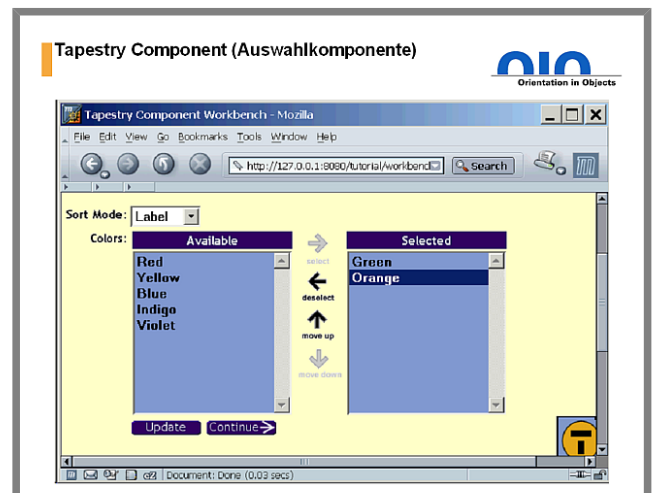 Tapestry Component (Auswahlkomponente)
OIO
Orientation in Objects
Tapestry Component Workbench - Mozilla
File Edit View Go Bookmarks Tools Window Help
http://127.0.0.1:8080/tutorial/workbenc
Search
Sort Mode: Label
Colors:
Available
Red
Yellow
Blue
Indigo
Violet
select
deselect
move up
move down
Selected
Green
Orange
Update
Continue
T
Document: Done (0.03 secs)